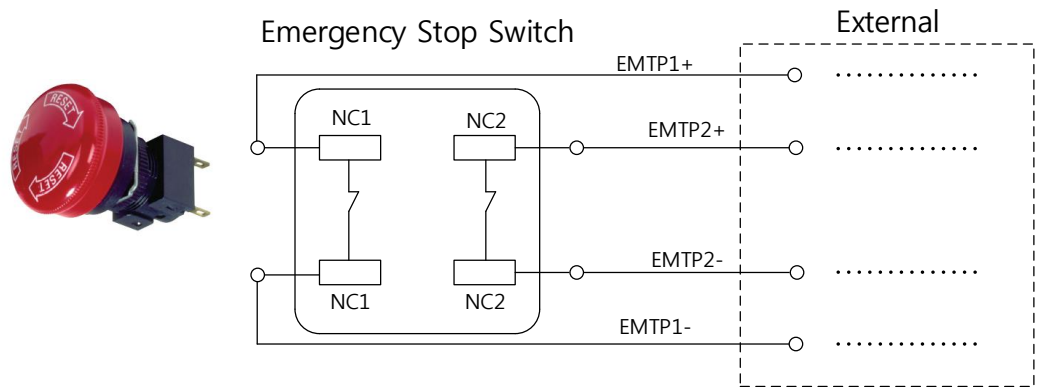 Emergency Stop Switch
External
EMTP1+
NC1
NC2
EMTP2+
RESET
RESET
EMTP2-
NC1
NC2
EMTP1-